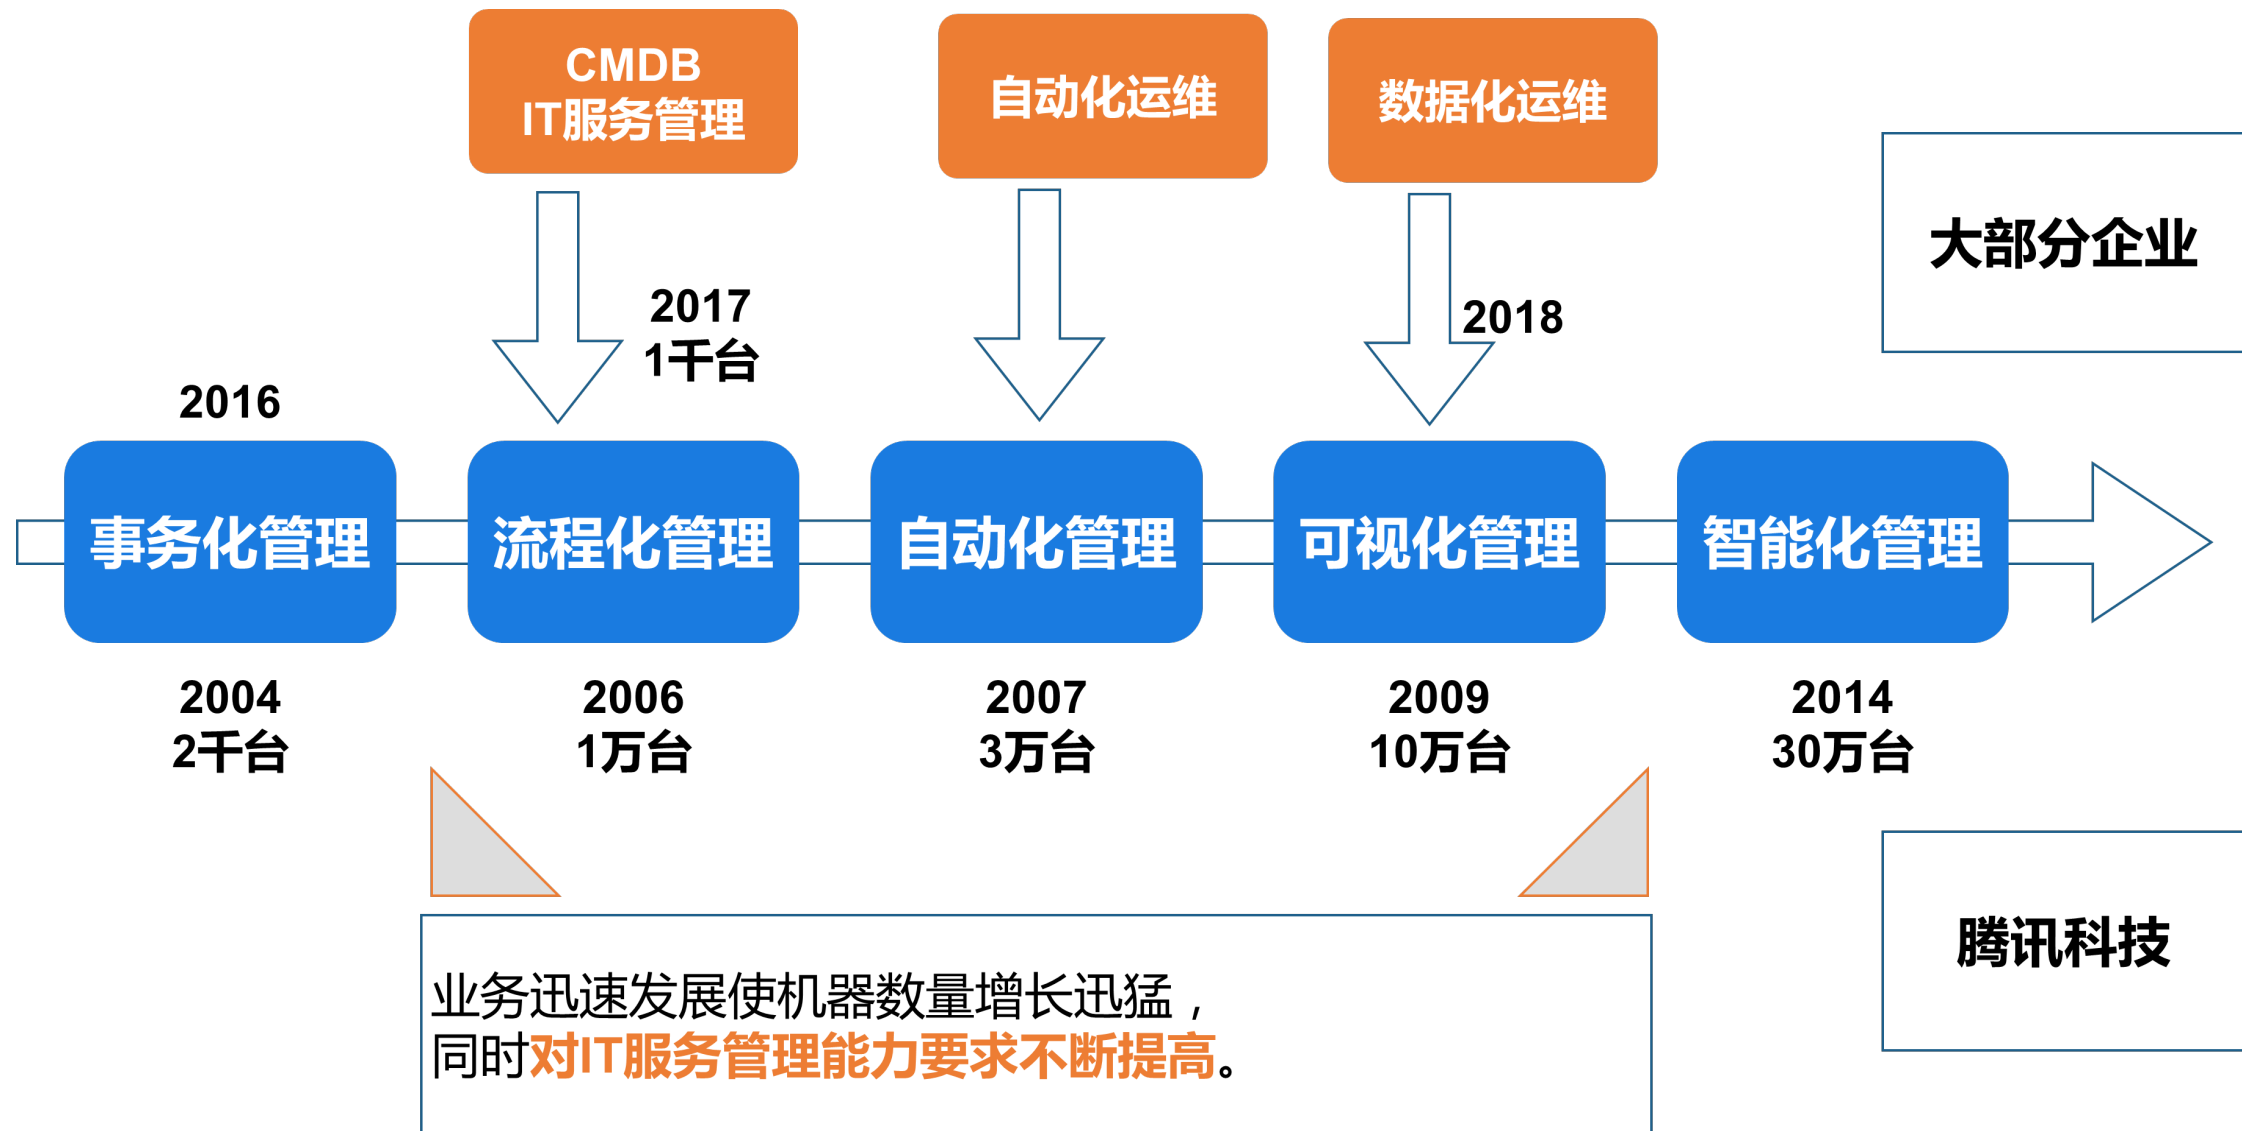 CMDB
IT服务管理
自动化运维
数据化运维
大部分企业
2017
1千台
2018
2016
事务化管理
流程化管理
自动化管理
可视化管理
智能化管理
2004
2千台
2006
1万台
2007
3万台
2009
10万台
2014
30万台
腾讯科技
业务迅速发展使机器数量增长迅猛，
同时对IT服务管理能力要求不断提高。